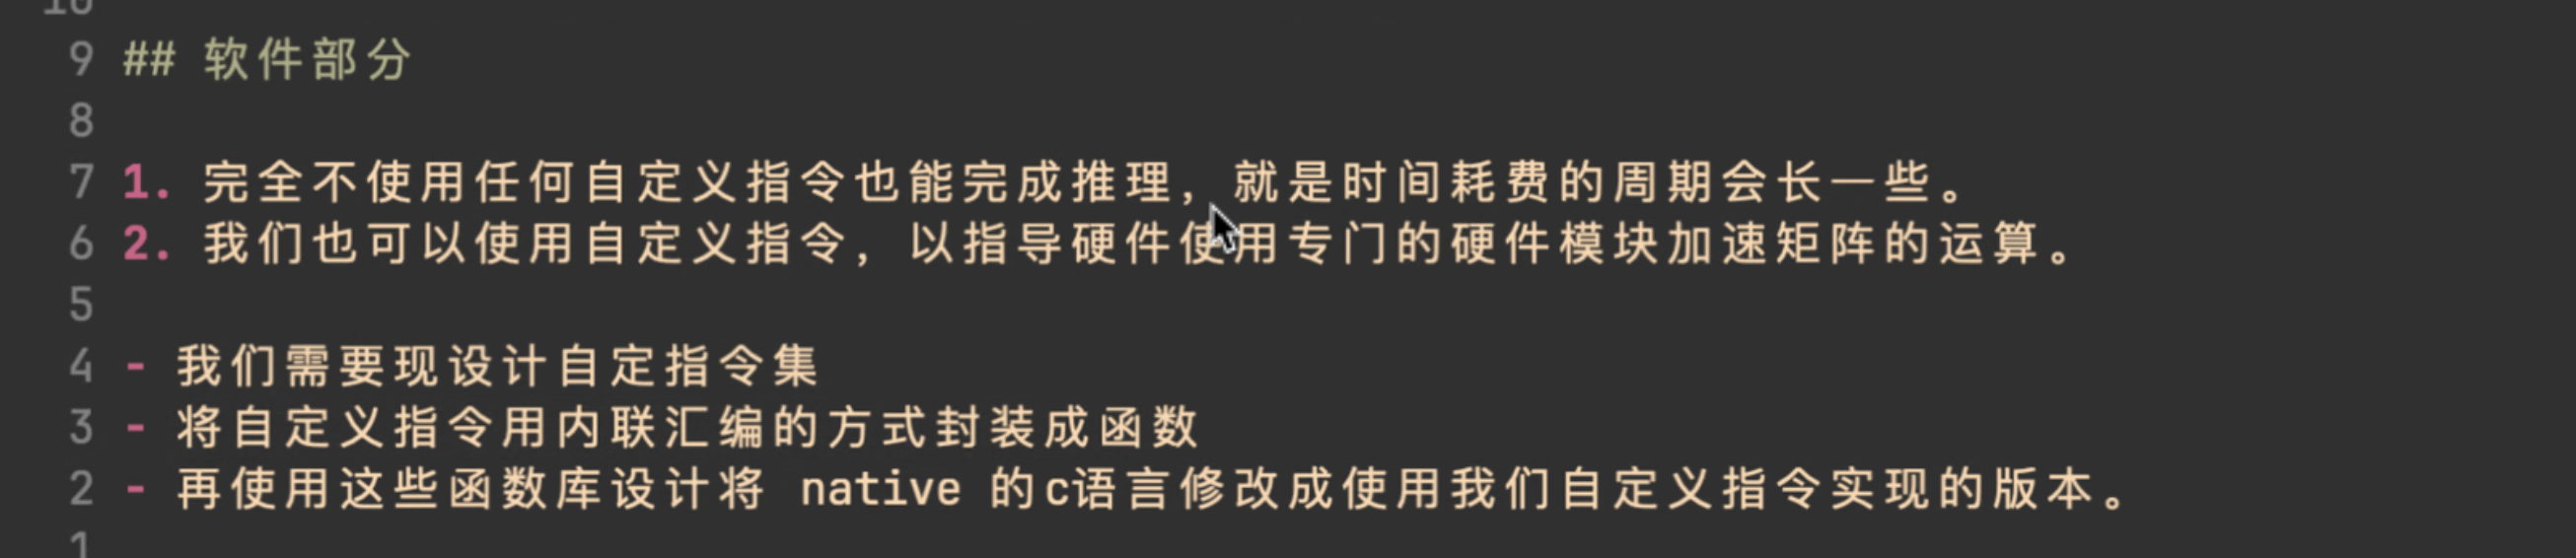 9 ## 软件部分
8
7 1. 完全不使用任何自定义指令也能完成推理，就是时间耗费的周期会长一些。
6 2. 我们也可以使用自定义指令，以指导硬件使用专门的硬件模块加速矩阵的运算。
5
4 - 我们需要现设计自定指令集
3 - 将自定义指令用内联汇编的方式封装成函数
2 - 再使用这些函数库设计将 native 的c语言修改成使用我们自定义指令实现的版本。
1